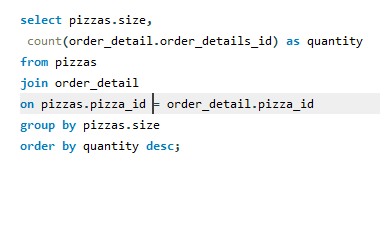 select pizzas.size,
count(order_detail.order_details_id) as quantity
from pizzas
join order_detail
on pizzas.pizza_id = order_detail.pizza_id
group by pizzas.size
order by quantity desc;